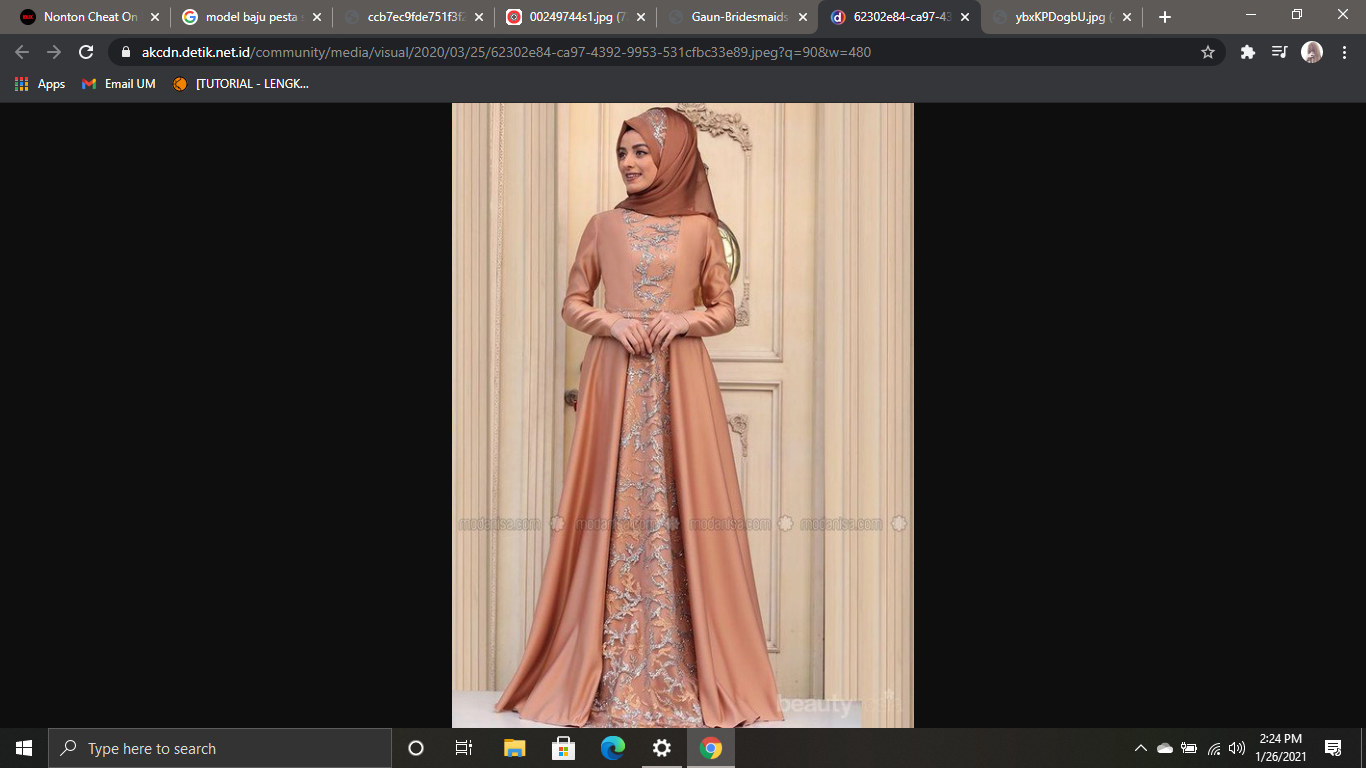 Nonton Cheat On
model baju pesta
ccb7ec9fde751f3f2
00249744s1.jpg (7
Gaun-Bridesmaids
62302e84-ca97-43
ybxKPDogbU.jpg (
akcdn.detik.net.id/community/media/visual/2020/03/25/62302e84-ca97-4392-9953-531cfbc33e89.jpeg?q=90&w=480
Apps
Email UM
[TUTORIAL - LENGK...
modanisa.com modanisa.com modanisa.com modanisa.com
beauty
Type here to search
2:24 PM
1/26/2021